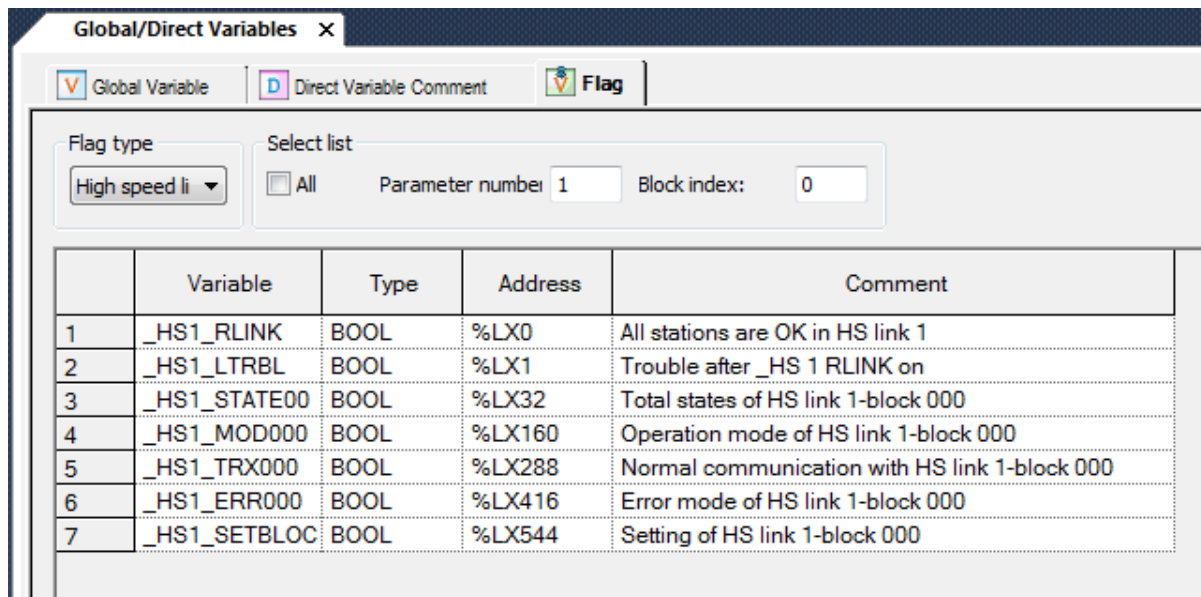 Global/Direct Variables X
V Global Variable D Direct Variable Comment V Flag
Flag type Select list
High speed li All Parameter number 1 Block index: 0
Variable Type Address Comment
1 _HS1_RLINK BOOL %LX0 All stations are OK in HS link 1
2 _HS1_LTRBL BOOL %LX1 Trouble after _HS 1 RLINK on
3 _HS1_STATE00 BOOL %LX32 Total states of HS link 1-block 000
4 _HS1_MOD000 BOOL %LX160 Operation mode of HS link 1-block 000
5 _HS1_TRX000 BOOL %LX288 Normal communication with HS link 1-block 000
6 _HS1_ERR000 BOOL %LX416 Error mode of HS link 1-block 000
7 _HS1_SETBLOC BOOL %LX544 Setting of HS link 1-block 000